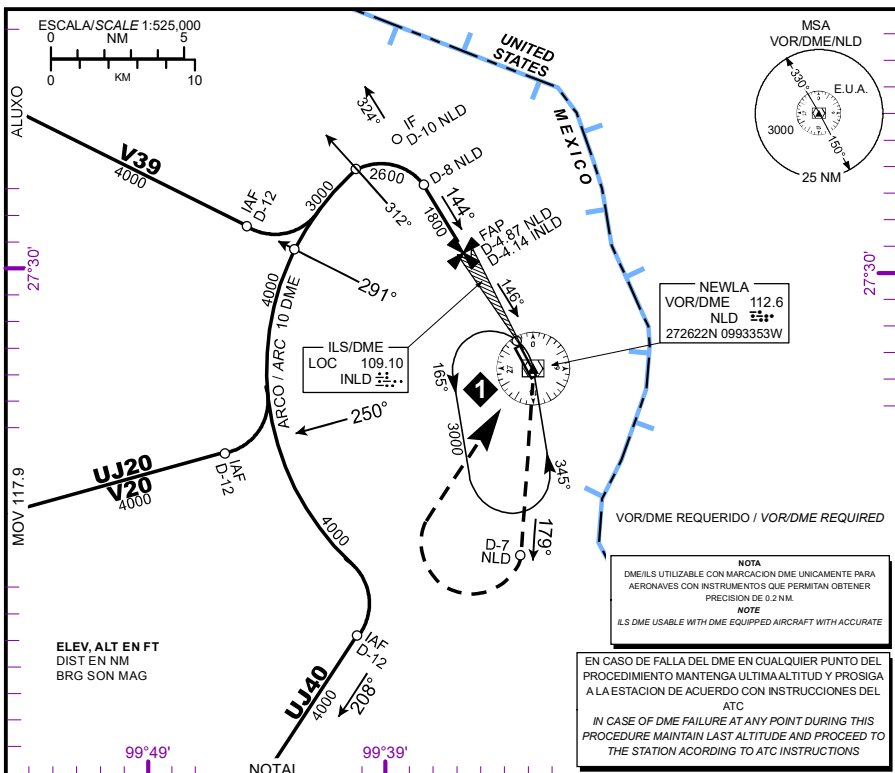 ESCALA/SCALE 1:525,000
NM
0 5
KM
0 10
MSA
VOR/DME/NLD
330°
E.U.A.
3000
150°
25 NM
UNITED
STATES
MEXICO
ALUXO
V39
4000
IAF
D-12
3000
324°
IF
D-10 NLD
2600
D-8 NLD
312°
1800
144°
FAP
D-4.87 NLD
D-4.14 INLD
146°
27°30'
27°30'
4000
291°
ARCO / ARC 10 DME
NEWLA
VOR/DME 112.6
NLD
272622N 0993353W
ILS/DME
LOC 109.10
INLD
0
27
165°
1
3000
345°
250°
UJ20
V20
4000
IAF
D-12
MOV 117.9
4000
179°
D-7
NLD
VOR/DME REQUERIDO / VOR/DME REQUIRED
NOTA
DME/ILS UTILIZABLE CON MARCACION DME UNICAMENTE PARA
AERONAVES CON INSTRUMENTOS QUE PERMITAN OBTENER
PRECISION DE 0.2 NM.
NOTE
ILS DME USABLE WITH DME EQUIPPED AIRCRAFT WITH ACCURATE
ELEV, ALT EN FT
DIST EN NM
BRG SON MAG
IAF
D-12
UJ40
4000
208°
EN CASO DE FALLA DEL DME EN CUALQUIER PUNTO DEL
PROCEDIMIENTO MANTENGA ULTIMA ALTITUD Y PROSIGA
A LA ESTACION DE ACUERDO CON INSTRUCCIONES DEL
ATC
IN CASE OF DME FAILURE AT ANY POINT DURING THIS
PROCEDURE MAINTAIN LAST ALTITUDE AND PROCEED TO
THE STATION ACORDING TO ATC INSTRUCTIONS
99°49'
99°39'